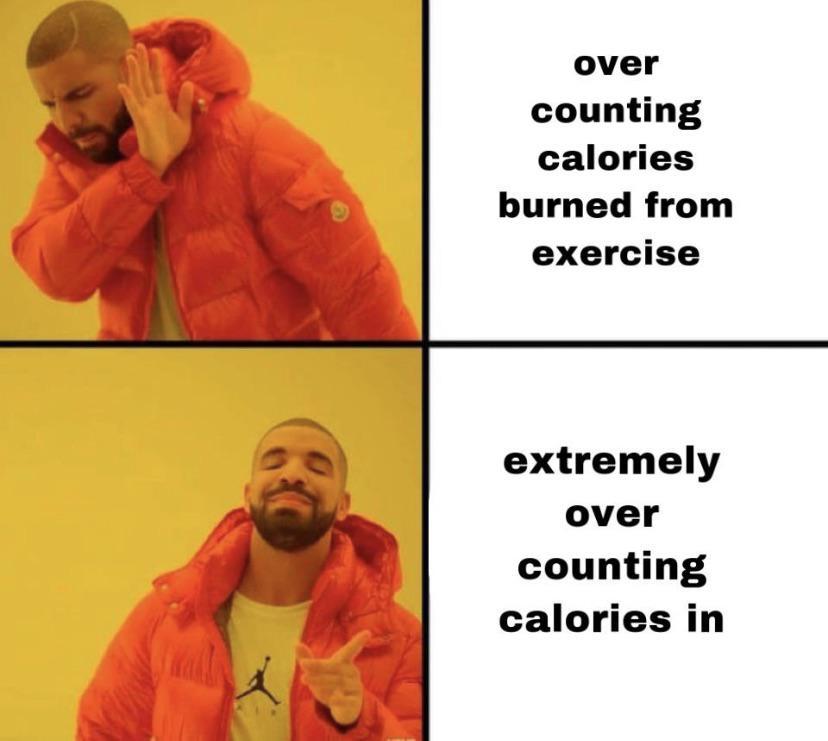 over
counting
calories
burned from
exercise
extremely
over
counting
calories in